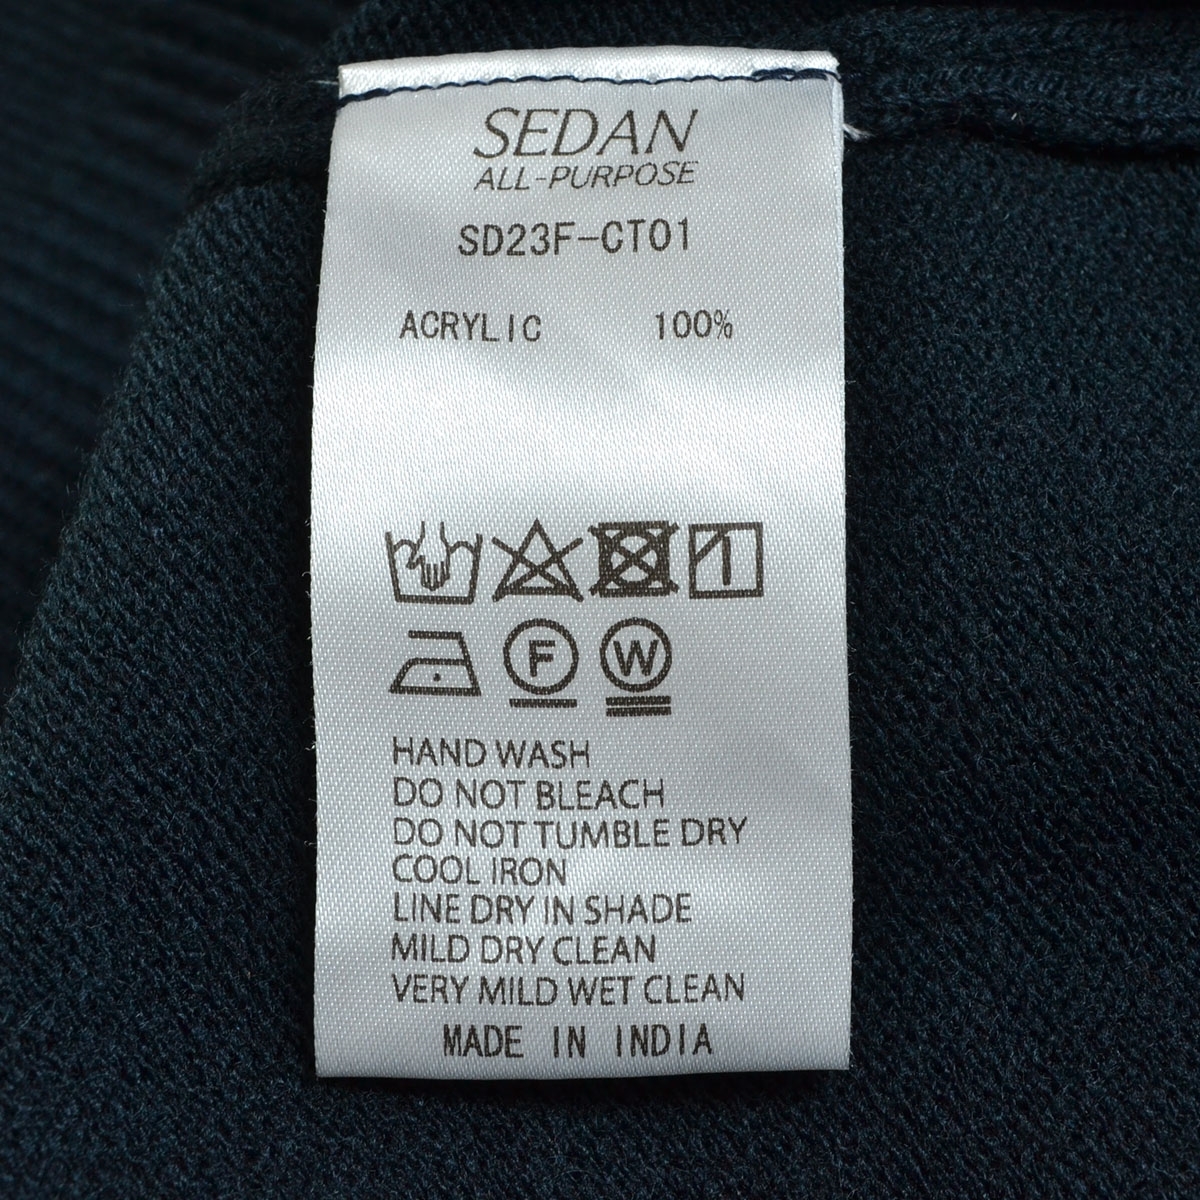 SEDAN
ALL-PURPOSE
SD23F-CT01
ACRYLIC 100%
F W
HAND WASH
DO NOT BLEACH
DO NOT TUMBLE DRY
COOL IRON
LINE DRY IN SHADE
MILD DRY CLEAN
VERY MILD WET CLEAN
MADE IN INDIA